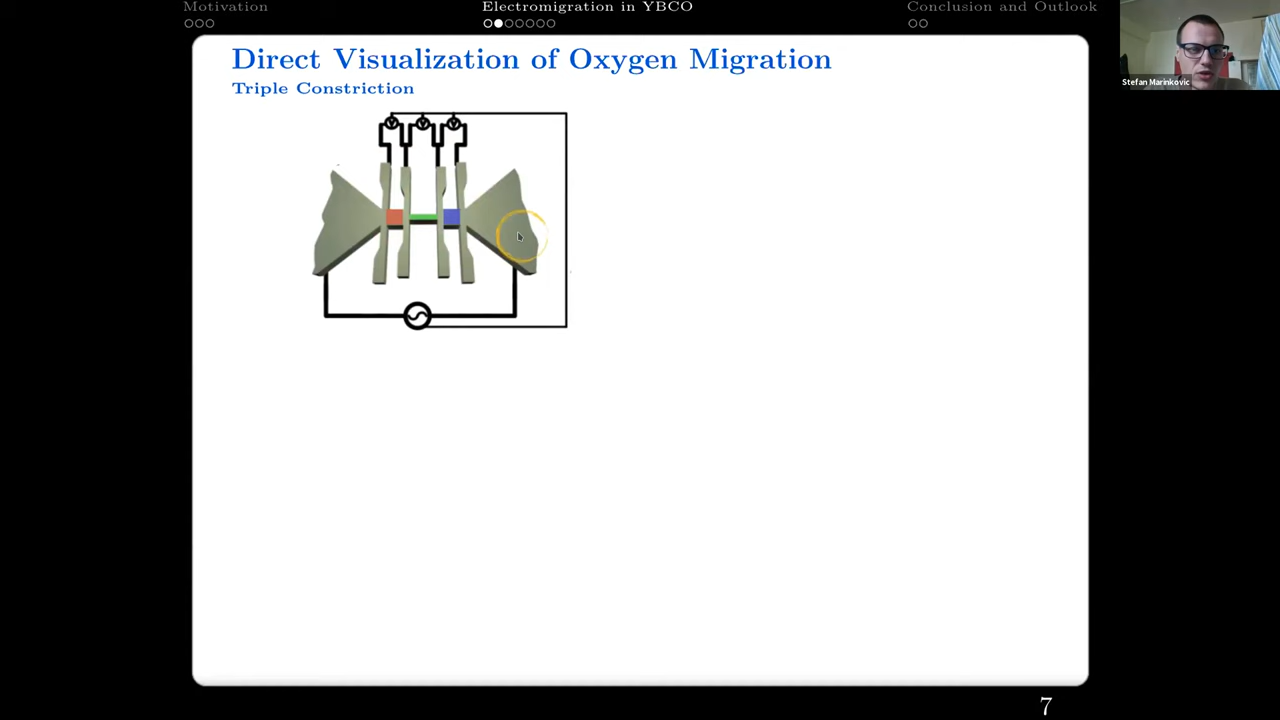 Motivation
Electromigration in YBCO
Conclusion and Outlook
Direct Visualization of Oxygen Migration
Triple Constriction
V V V
Stefan Marinkovic
7